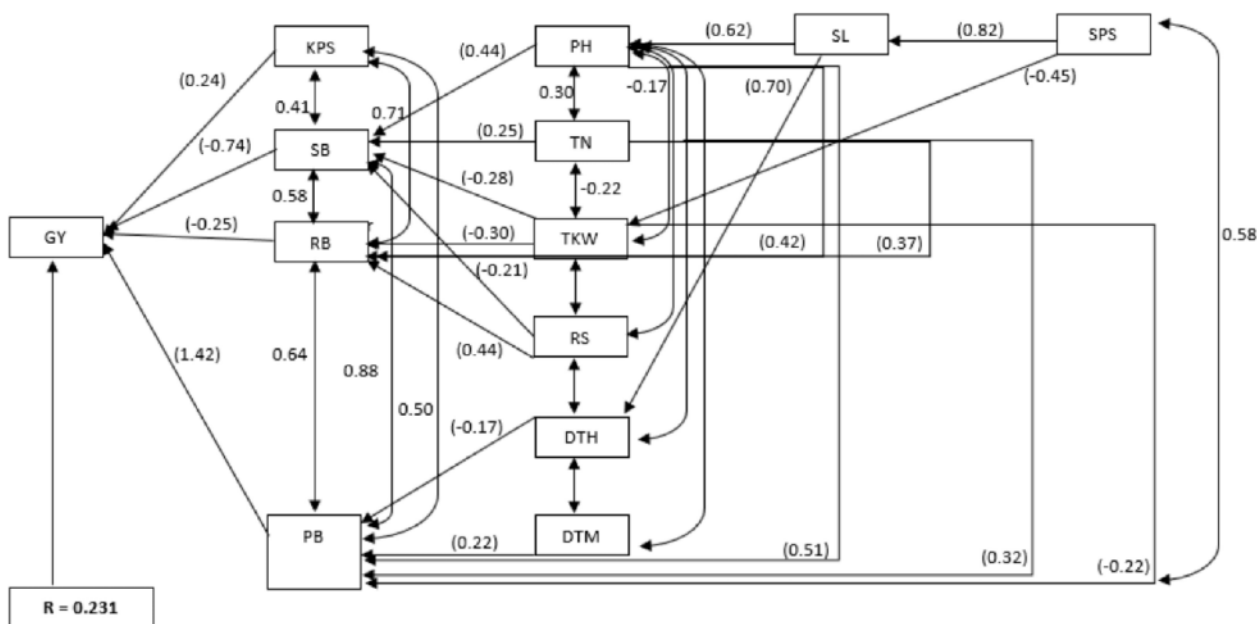 KPS
PH
(0.62)
SL
(0.82)
SPS
(0.44)
(0.24)
0.30
-0.17
(0.70)
(-0.45)
0.41
0.71
(-0.74)
SB
(0.25)
TN
0.58
(-0.28)
-0.22
GY
(-0.25)
RB
(-0.30)
TKW
(0.42)
(0.37)
0.58
(-0.21)
(1.42)
0.64
0.88
(0.44)
RS
0.50
(-0.17)
DTH
PB
(0.22)
DTM
(0.51)
(0.32)
(-0.22)
R = 0.231